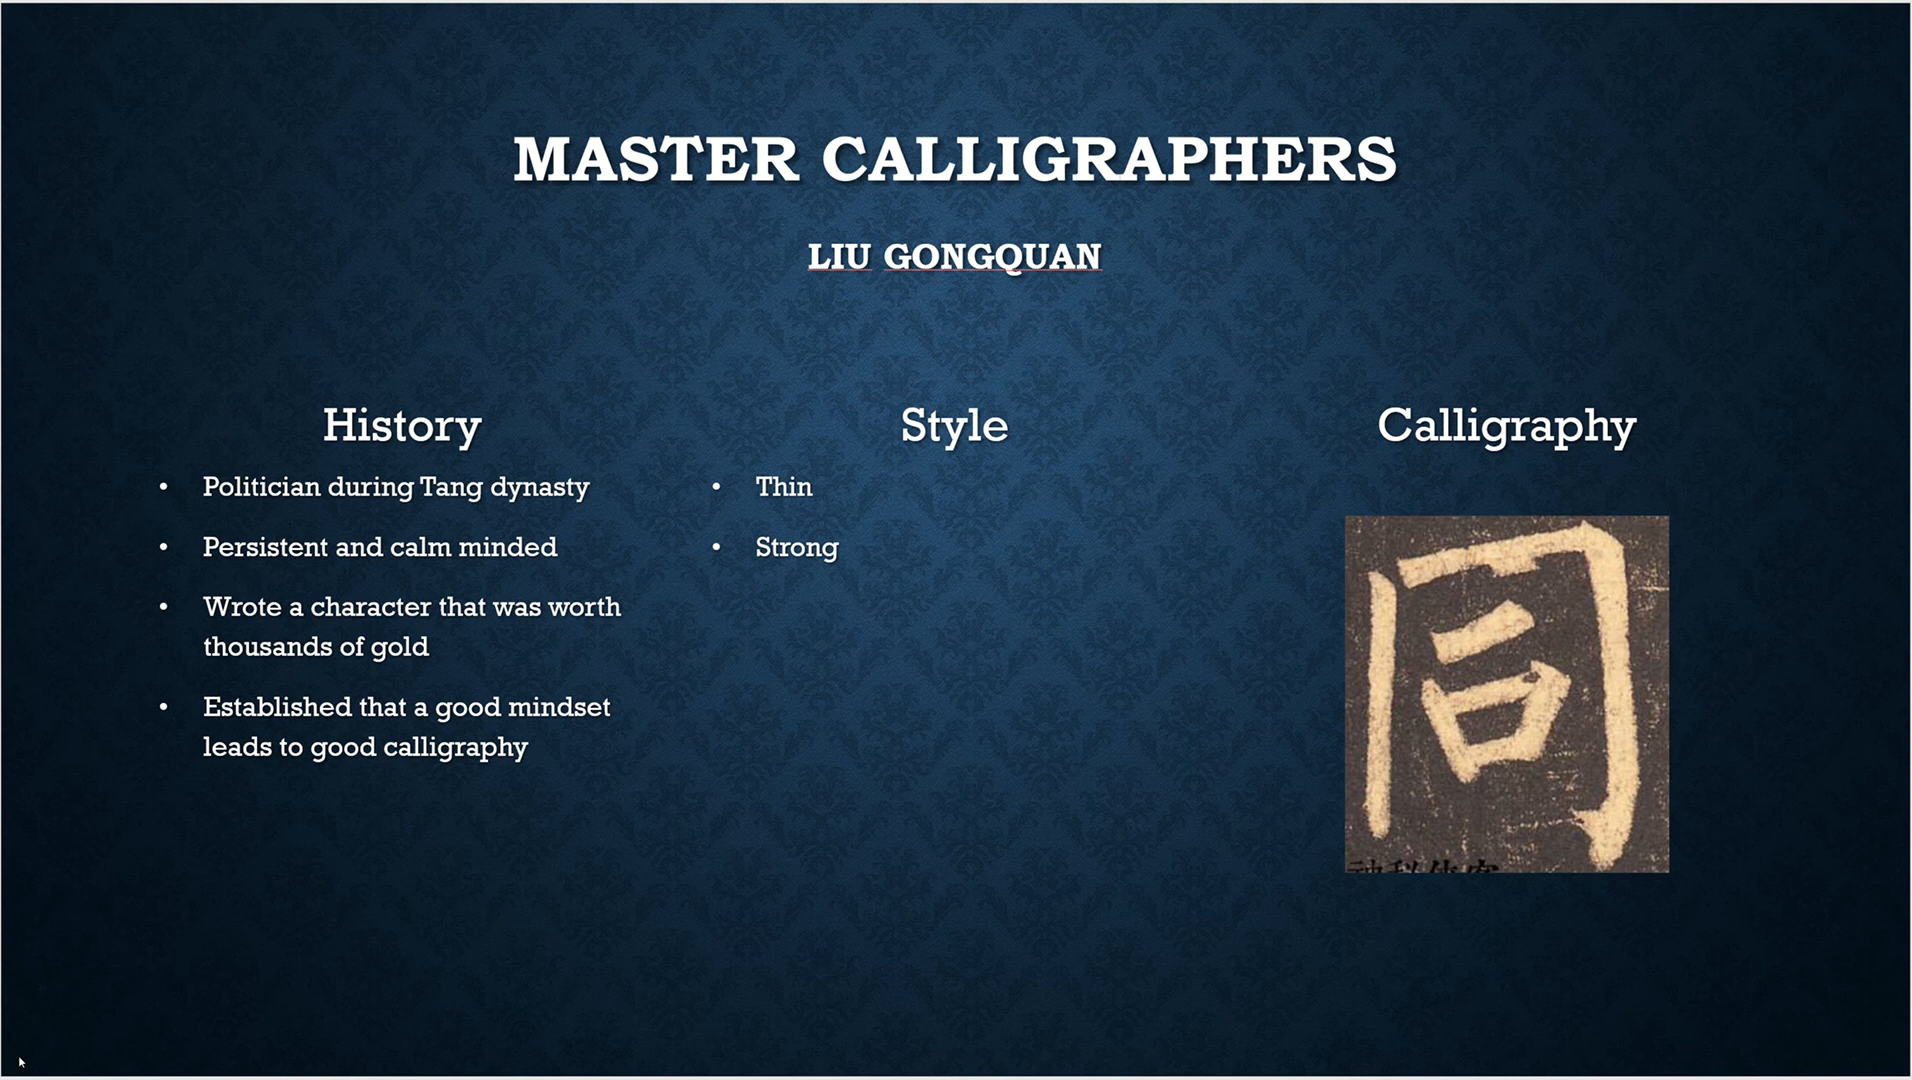 MASTER CALLIGRAPHERS
LIU GONGQUAN
History
• Politician during Tang dynasty
• Persistent and calm minded
• Wrote a character that was worth
thousands of gold
• Established that a good mindset
leads to good calligraphy
Style
• Thin
• Strong
Calligraphy
同